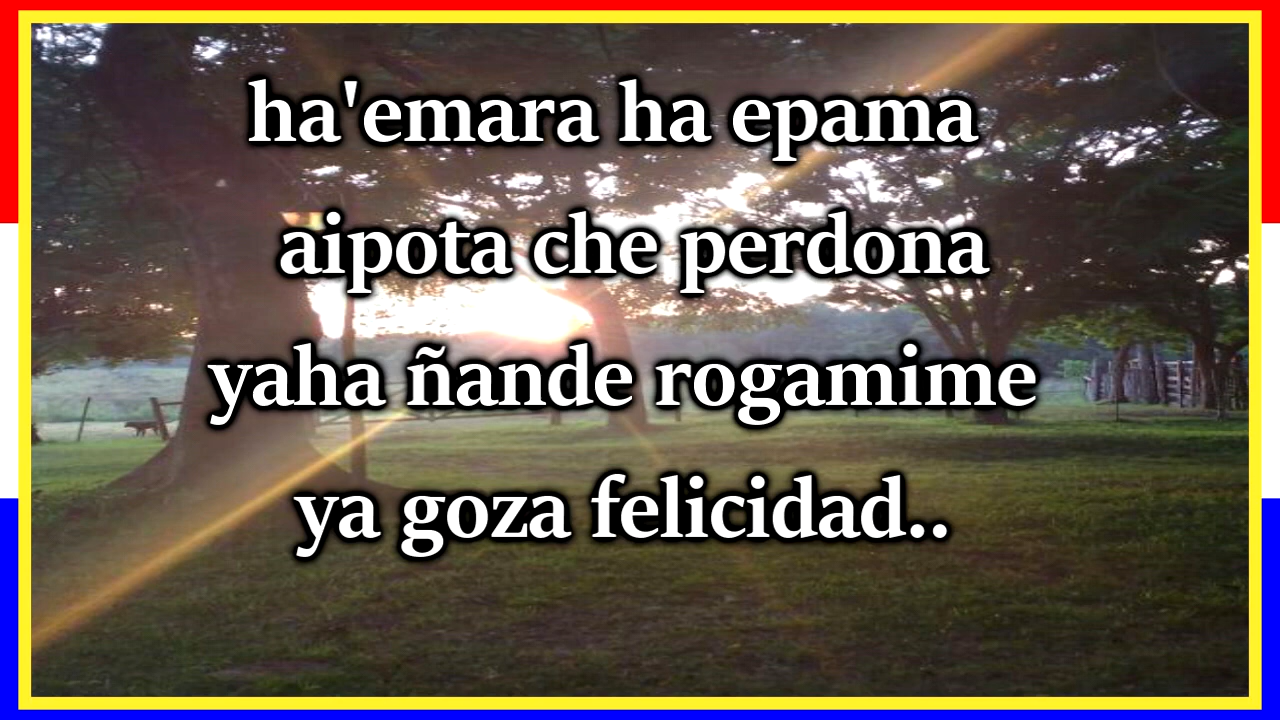 ha'emara ha epama
aipota che perdona
yaha ñande rogamime
ya goza felicidad..